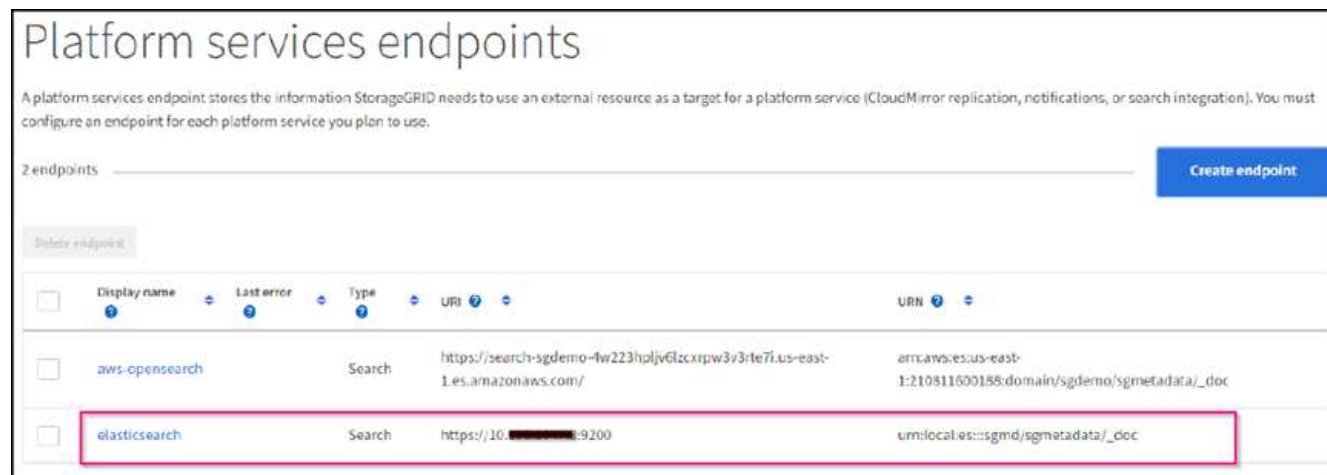 Platform services endpoints
A platform services endpoint stores the information StorageGRID needs to use an external resource as a target for a platform service (CloudMirror replication, notifications, or search integration). You must
configure an endpoint for each platform service you plan to use.
2 endpoints
Create endpoint
Delete endpoint
Display name Last error Type URI URN
aws-opensearch Search https://search-sgdemo-4w223hpljv6lzcxrpw3v3rte7i.us-east- arn:aws:es:us-east-
1.es.amazonaws.com/ 1:210811600188:domain/sgdemo/sgmetadata/_doc
elasticsearch Search https://10. :9200 urn:local:es:::sgmd/sgmetadata/_doc